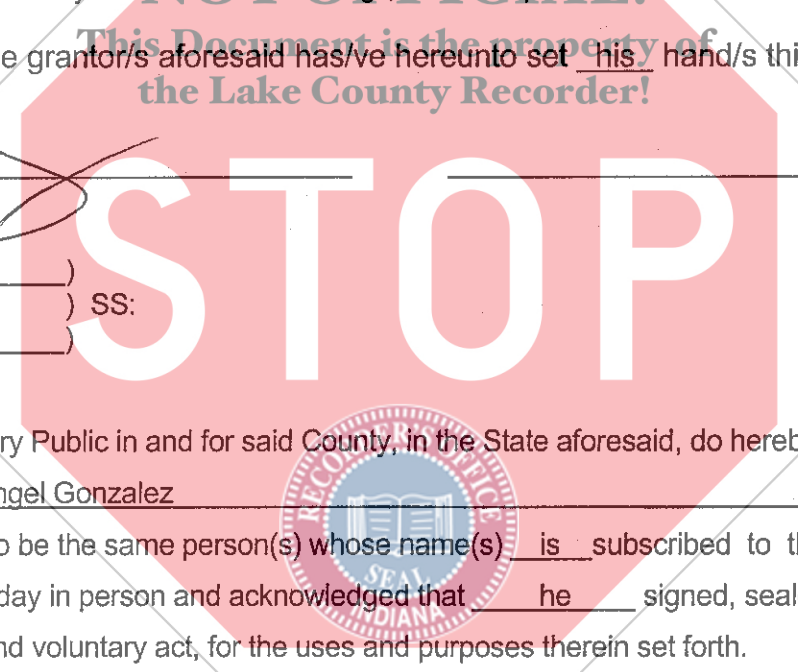 NOT OFFICIAL!
This Document is the property of
e grantor/s aforesaid has/ve hereunto set his hand/s thi
the Lake County Recorder!
STOP
)
) SS:
)
ry Public in and for said County, in the State aforesaid, do hereb
ngel Gonzalez
o be the same person(s) whose name(s) is subscribed to th
day in person and acknowledged that he signed, seal
nd voluntary act, for the uses and purposes therein set forth.
RECORDER'S OFFICE
SEAL
INDIANA